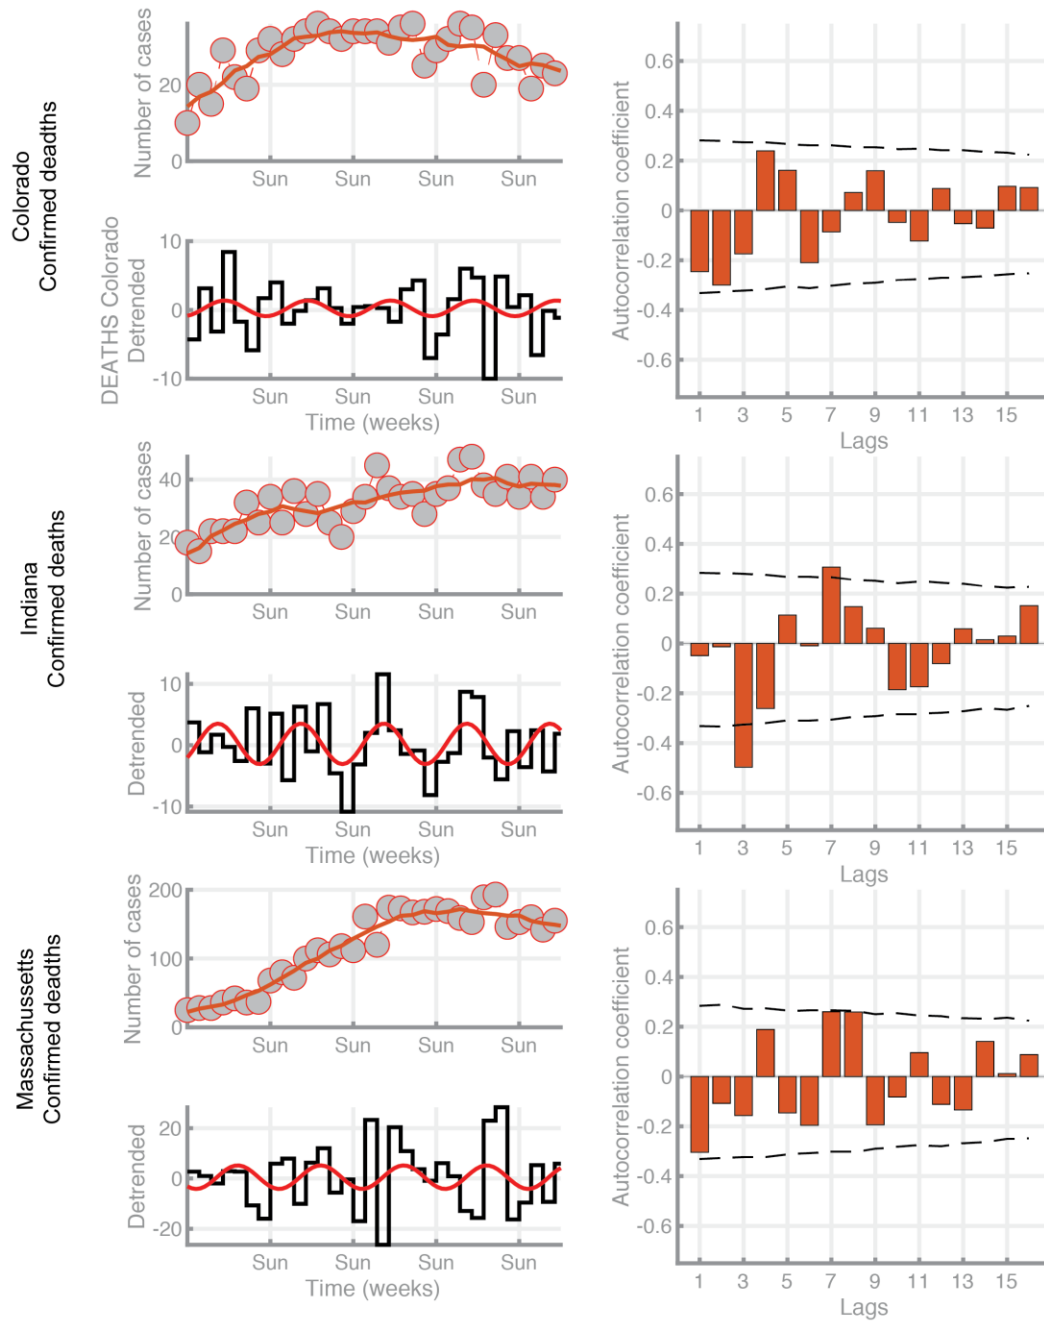 Colorado
Confirmed deadths
Number of cases
20
0
Sun Sun Sun Sun
DEATHS Colorado
Detrended
10
0
-10
Sun Sun Sun Sun
Time (weeks)
Autocorrelation coefficient
0.6
0.4
0.2
0
-0.2
-0.4
-0.6
1 3 5 7 9 11 13 15
Lags
Indiana
Confirmed deaths
Number of cases
40
20
0
Sun Sun Sun Sun
Detrended
10
0
-10
Sun Sun Sun Sun
Time (weeks)
Autocorrelation coefficient
0.6
0.4
0.2
0
-0.2
-0.4
-0.6
1 3 5 7 9 11 13 15
Lags
Massachussetts
Confirmed deadths
Number of cases
200
100
0
Sun Sun Sun Sun
Detrended
20
0
-20
Sun Sun Sun Sun
Time (weeks)
Autocorrelation coefficient
0.6
0.4
0.2
0
-0.2
-0.4
-0.6
1 3 5 7 9 11 13 15
Lags